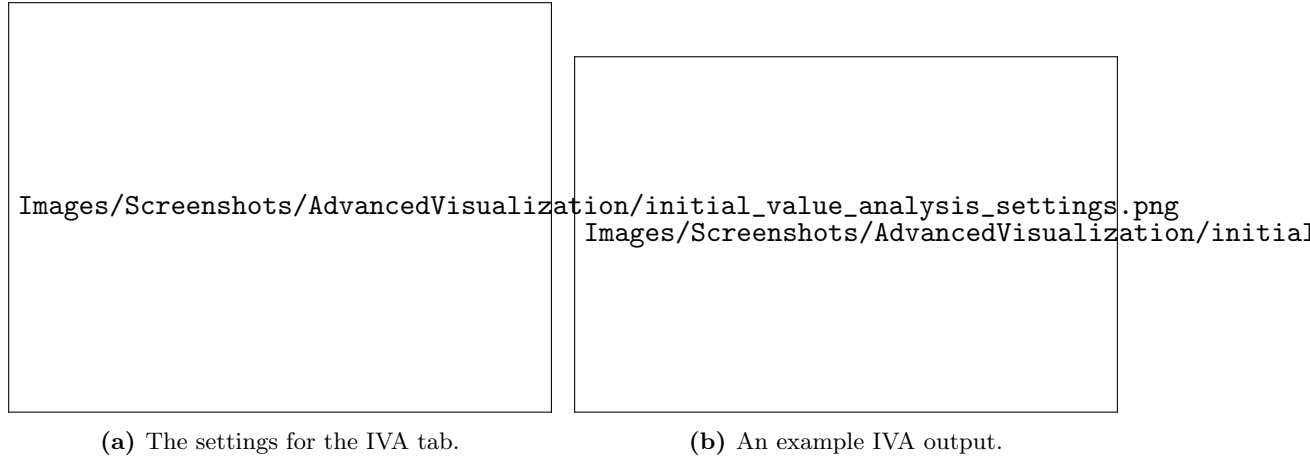 Images/Screenshots/AdvancedVisualization/initial_value_analysis_settings.png
Images/Screenshots/AdvancedVisualization/initial
(a) The settings for the IVA tab.
(b) An example IVA output.